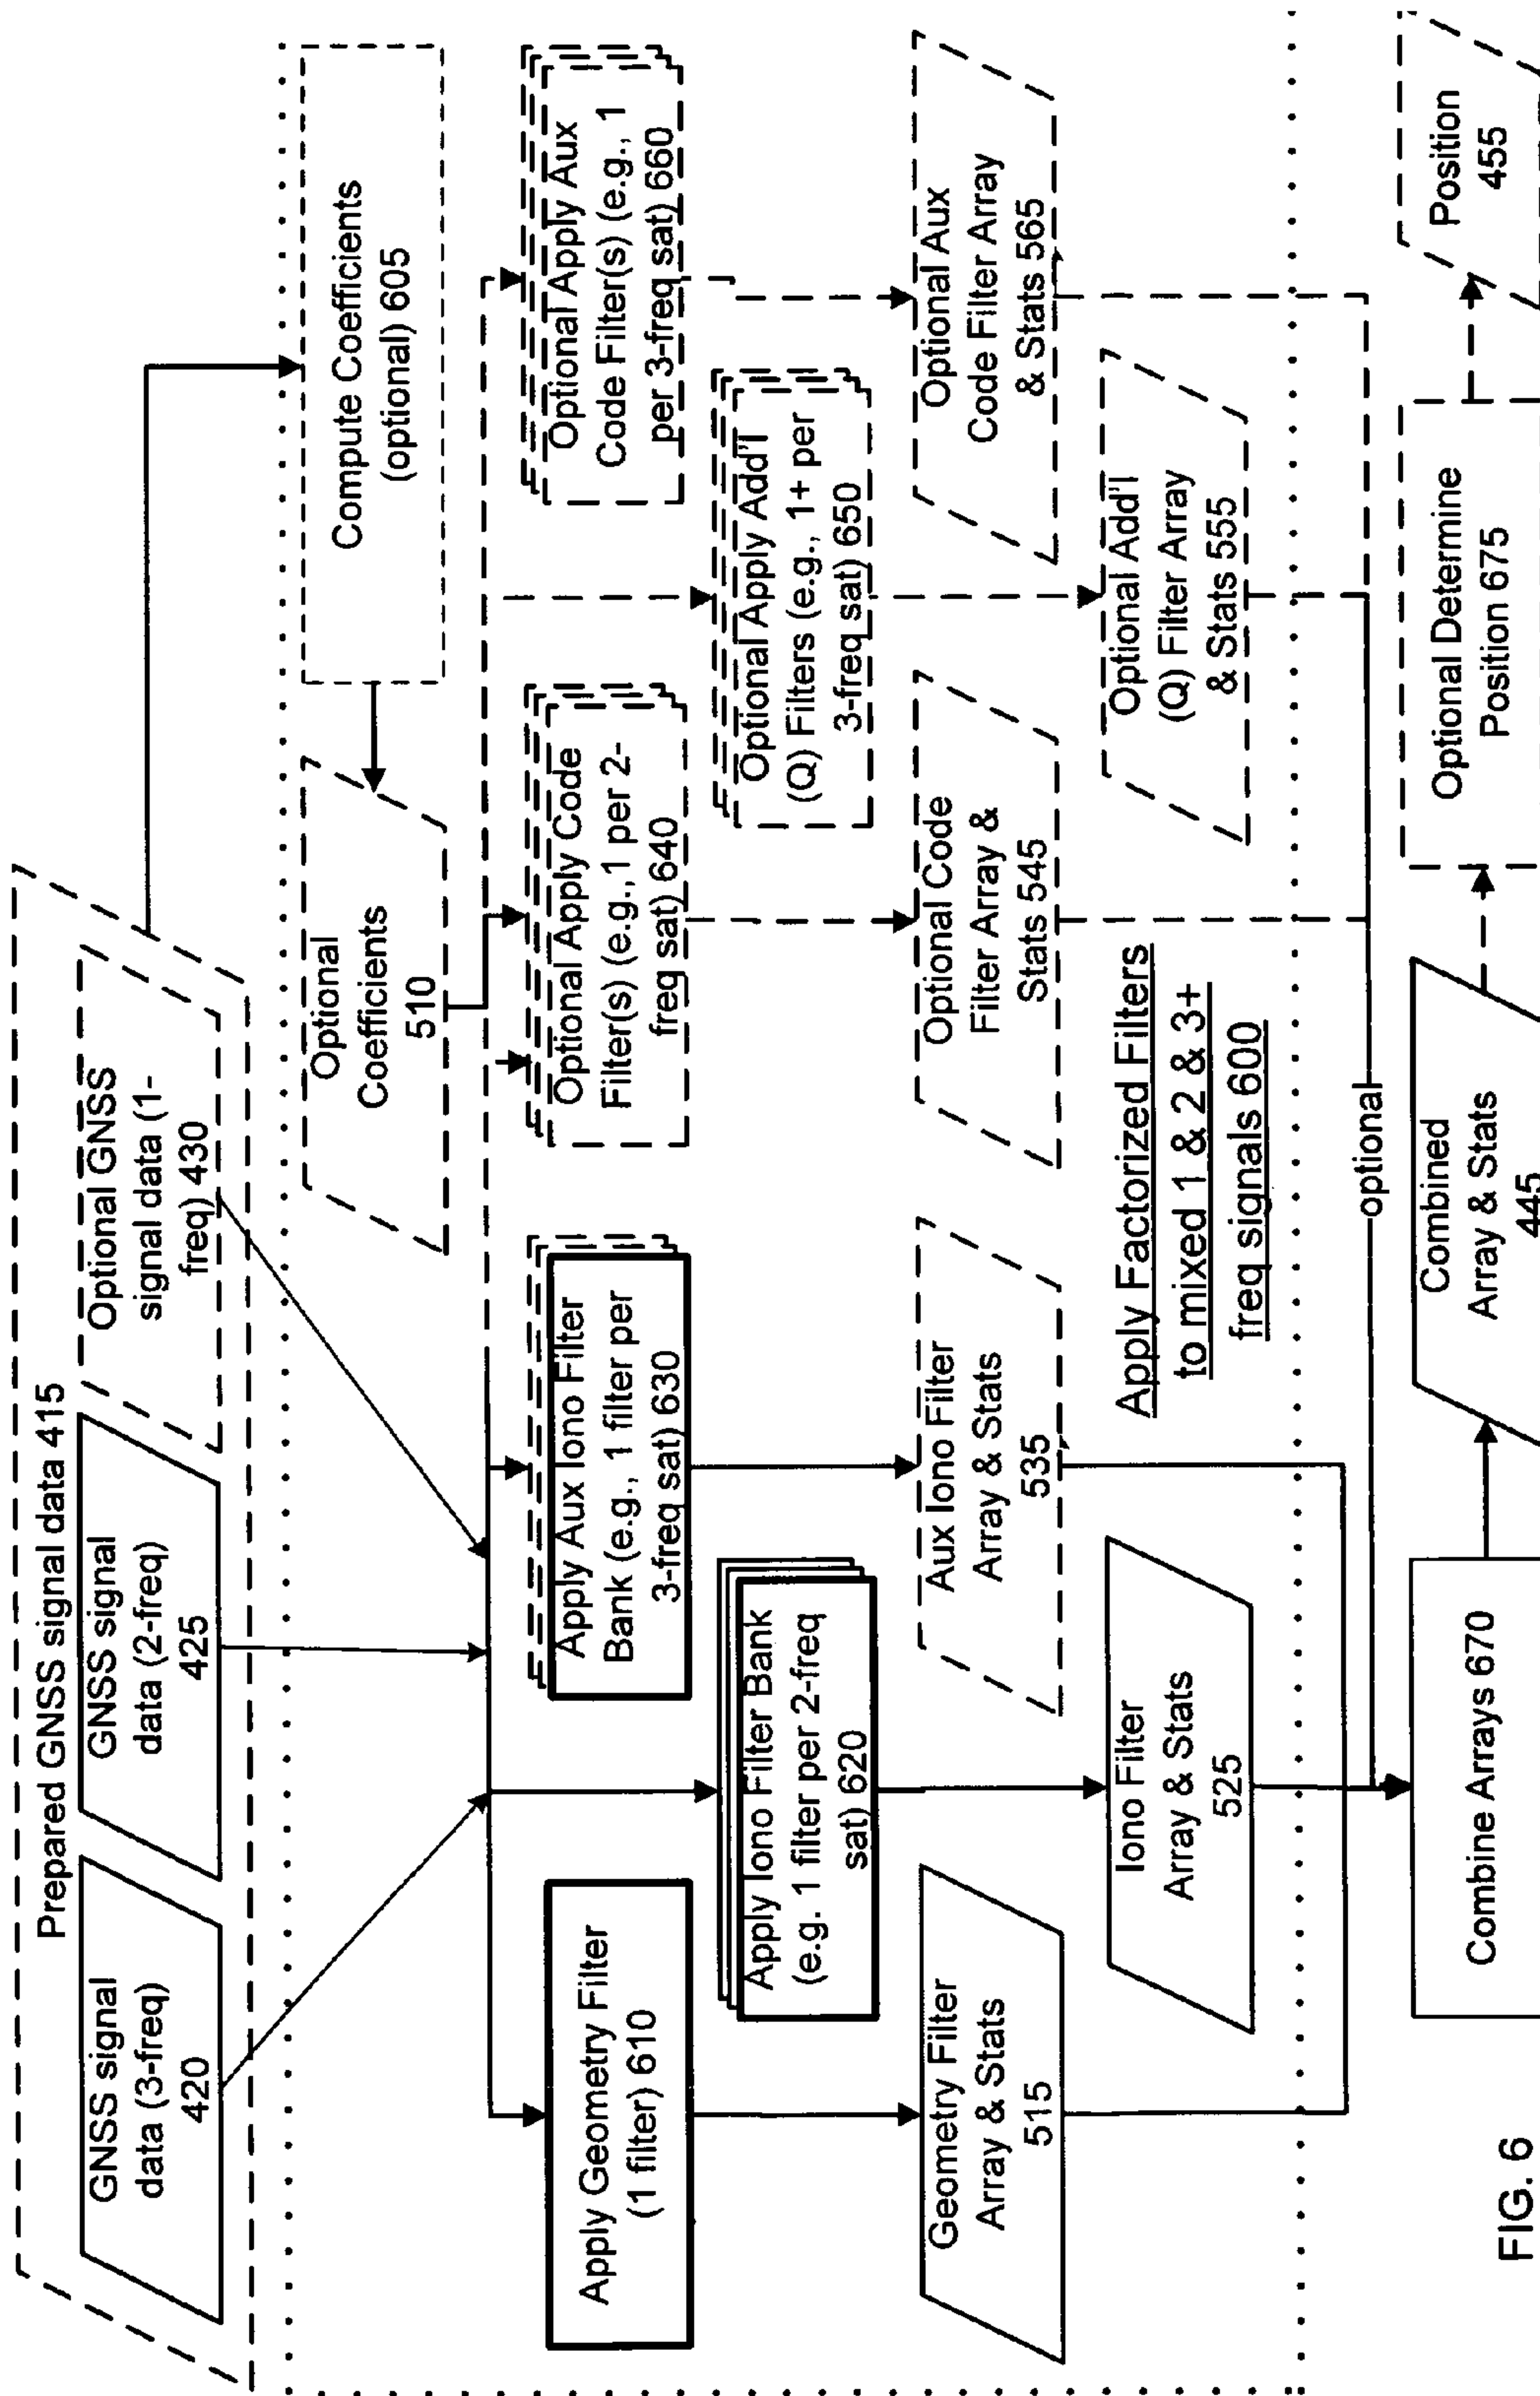 Prepared GNSS signal data 415
GNSS signal
data (3-freq)
420
GNSS signal
data (2-freq)
425
Optional GNSS
signal data (1-
freq) 430
Optional
Coefficients
510
Compute Coefficients
(optional) 605
Apply Geometry Filter
(1 filter) 610
Apply Iono Filter Bank
(e.g. 1 filter per 2-freq
sat) 620
Apply Aux Iono Filter
Bank (e.g., 1 filter per
3-freq sat) 630
Optional Apply Code
Filter(s) (e.g.,1 per 2-
freq sat) 640
Optional Apply Add'l
(Q) Filters (e.g., 1+ per
3-freq sat) 650
Optional Apply Aux
Code Filter(s) (e.g., 1
per 3-freq sat) 660
Geometry Filter
Array & Stats
515
Iono Filter
Array & Stats
525
Aux Iono Filter
Array & Stats
535
Optional Code
Filter Array &
Stats 545
Optional Add'l
(Q) Filter Array
& Stats 555
Optional Aux
Code Filter Array
& Stats 565
Apply Factorized Filters
to mixed 1 & 2 & 3+
freq signals 600
optional
Combine Arrays 670
Combined
Array & Stats
445
Optional Determine
Position 675
Position
455
FIG. 6